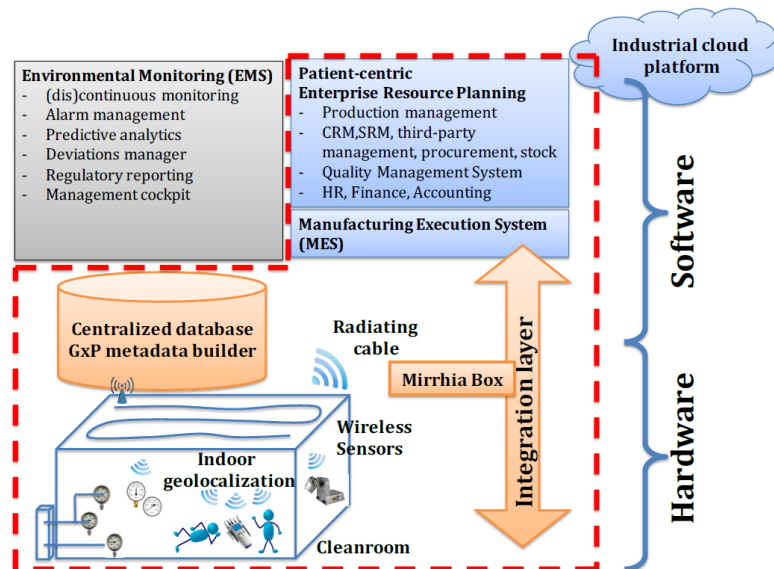 Industrial cloud
platform
Environmental Monitoring (EMS)
- (dis)continuous monitoring
- Alarm management
- Predictive analytics
- Deviations manager
- Regulatory reporting
- Management cockpit
Patient-centric
Enterprise Resource Planning
- Production management
- CRM,SRM, third-party
management, procurement, stock
- Quality Management System
- HR, Finance, Accounting
Manufacturing Execution System
(MES)
Software
Centralized database
GxP metadata builder
Radiating
cable
Mirrhia Box
Integration layer
Wireless
Sensors
Indoor
geolocalization
Cleanroom
Hardware